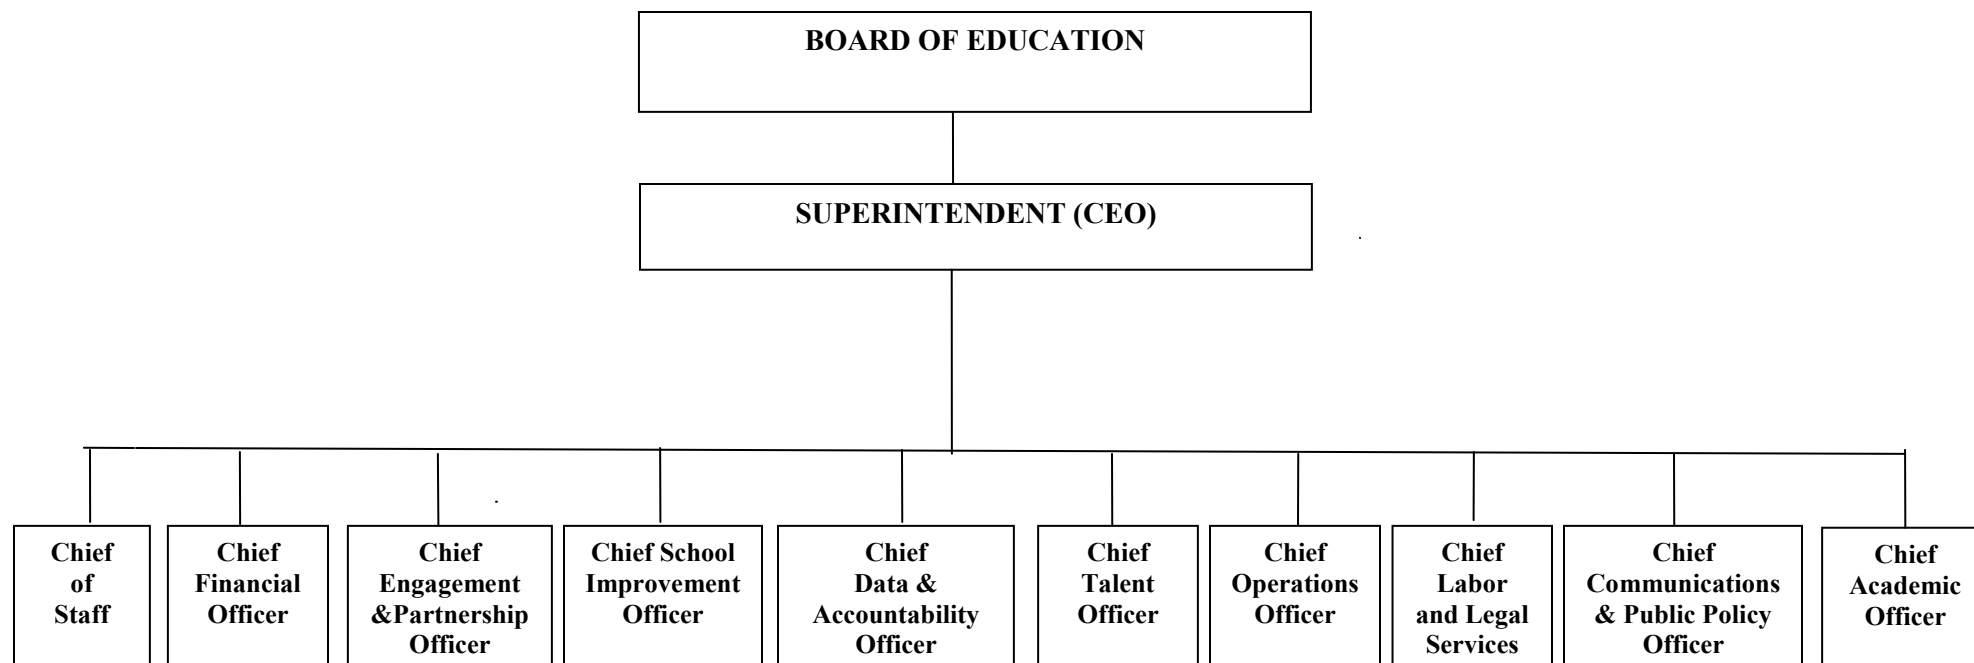 BOARD OF EDUCATION
SUPERINTENDENT (CEO)
Chief
of
Staff
Chief
Financial
Officer
Chief
Engagement
&Partnership
Officer
Chief School
Improvement
Officer
Chief
Data &
Accountability
Officer
Chief
Talent
Officer
Chief
Operations
Officer
Chief
Labor
and Legal
Services
Chief
Communications
& Public Policy
Officer
Chief
Academic
Officer